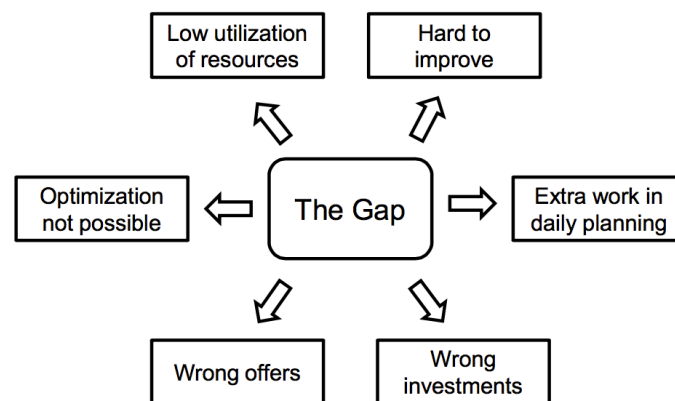 Low utilization
of resources
Hard to
improve
Optimization
not possible
The Gap
Extra work in
daily planning
Wrong offers
Wrong
investments